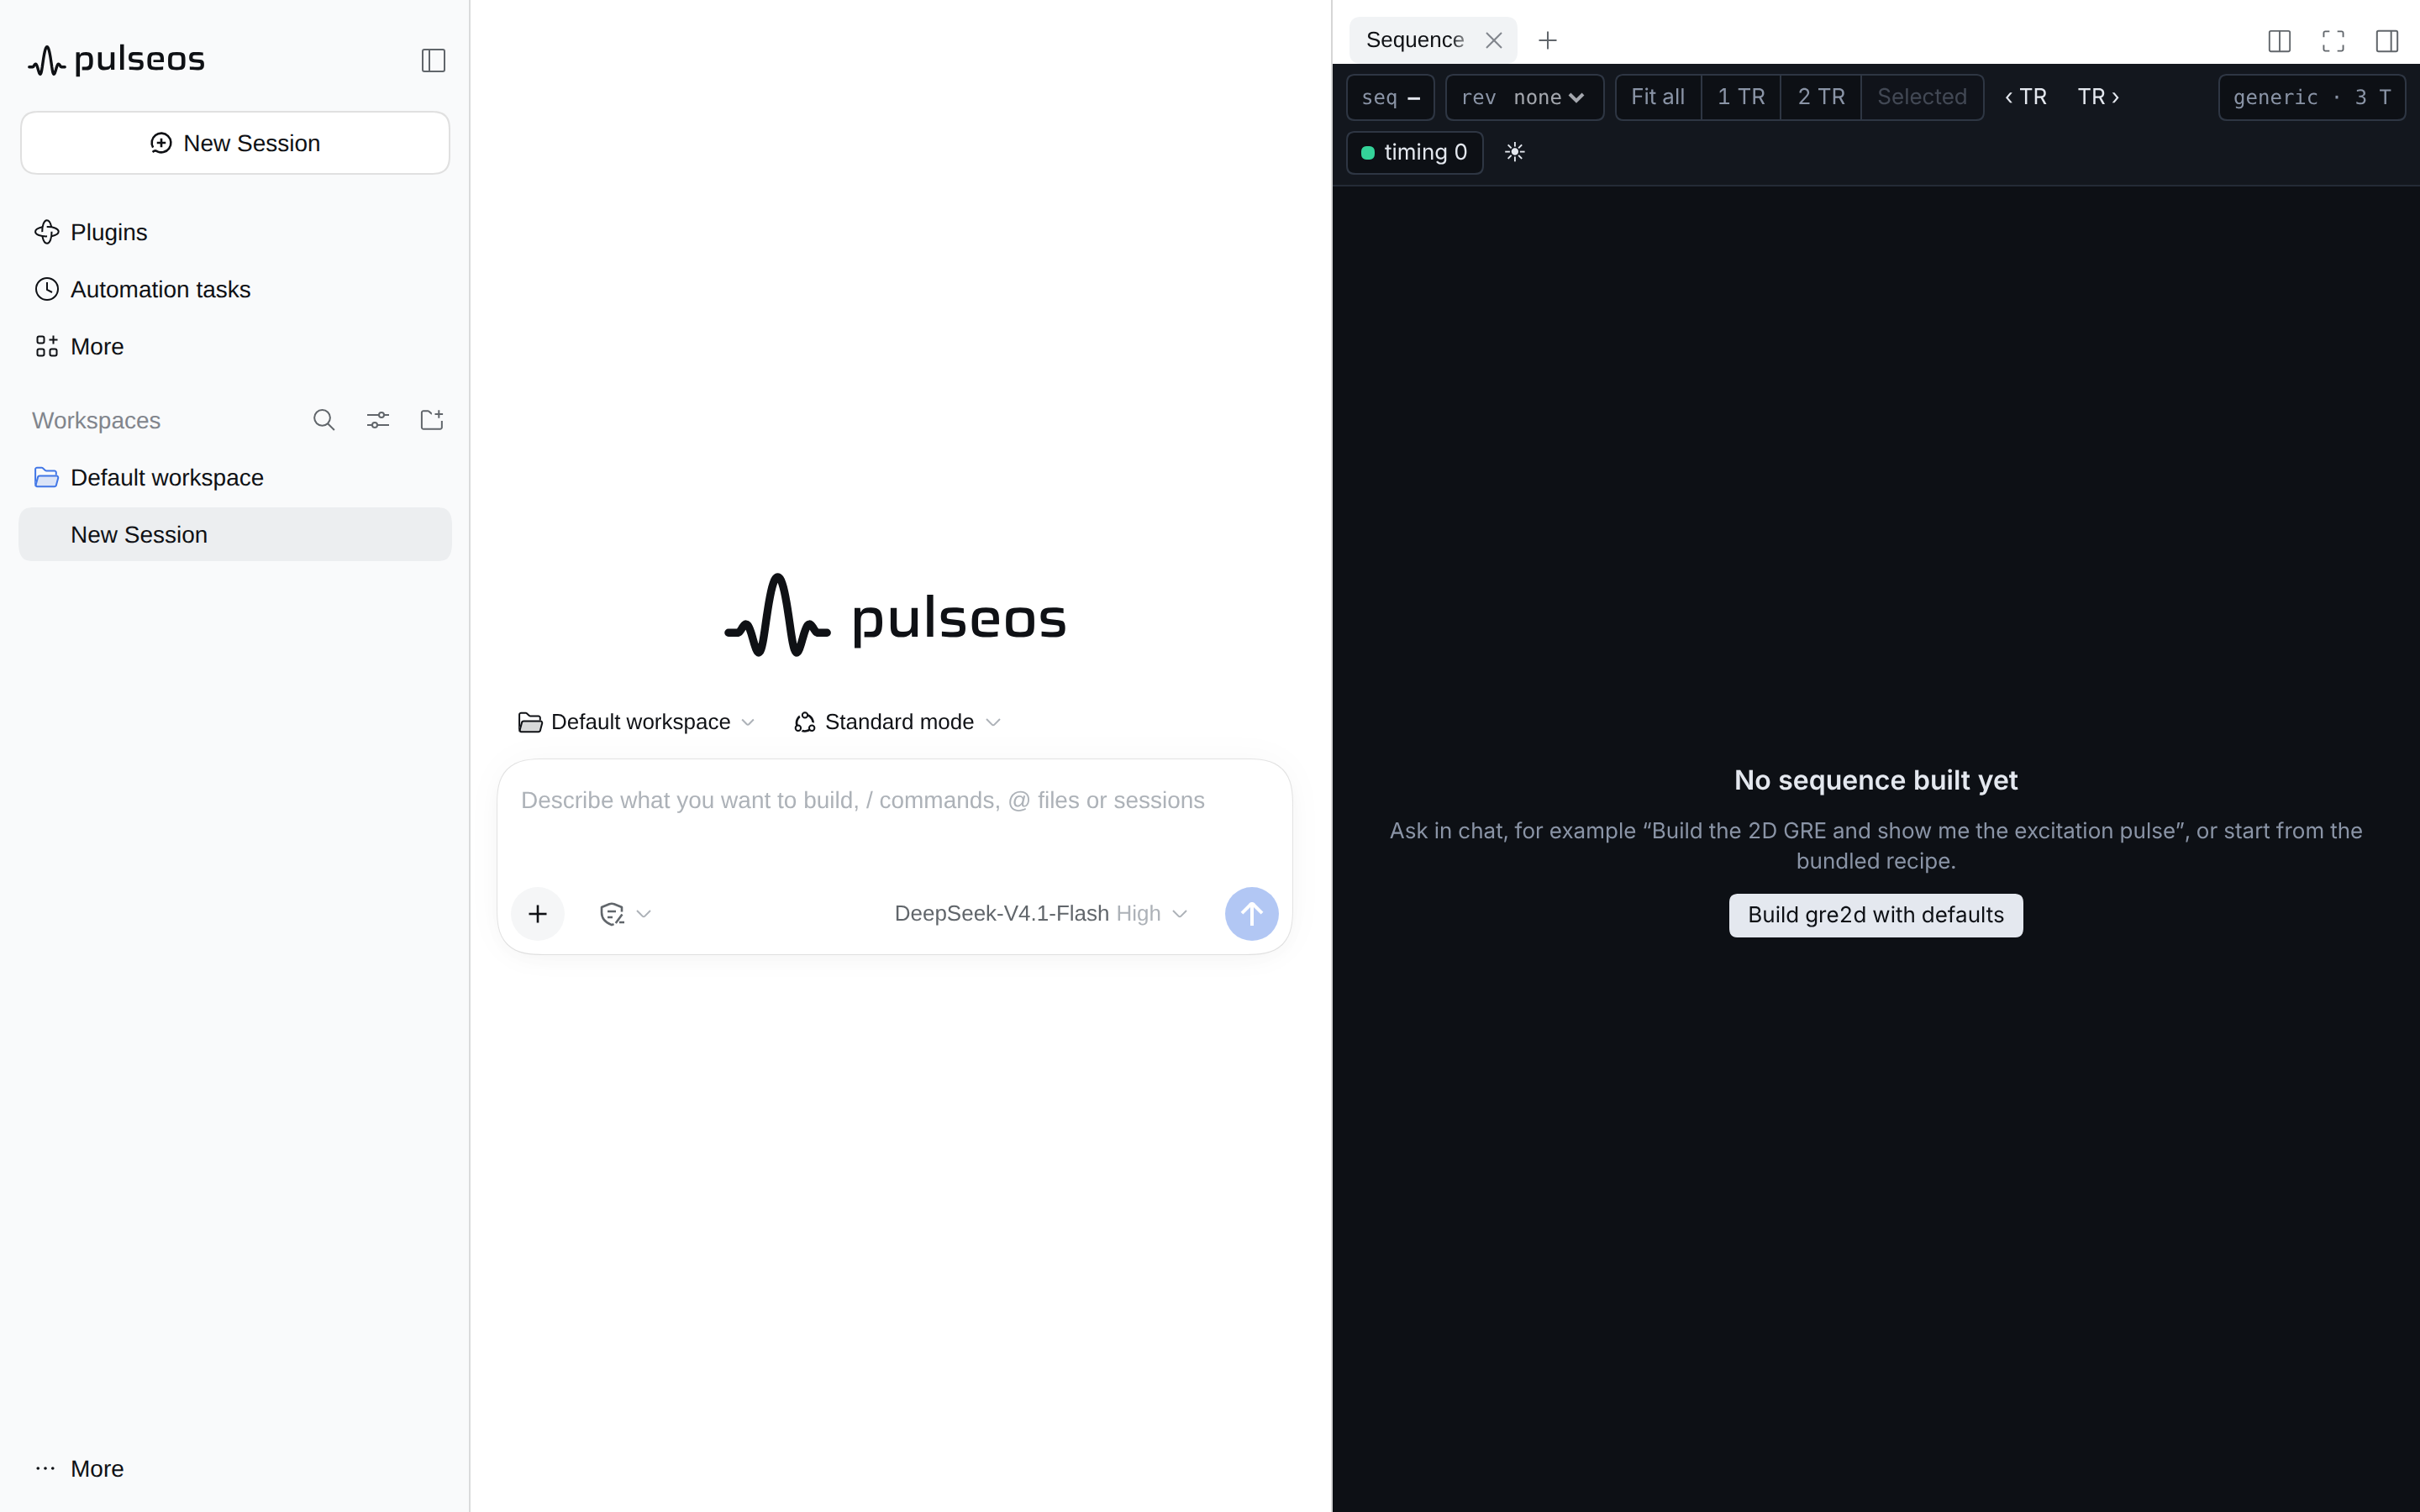 pulseos
New Session
Plugins
Automation tasks
More
Workspaces
Default workspace
New Session
More
pulseos
Default workspace
Standard mode
Describe what you want to build, / commands, @ files or sessions
DeepSeek-V4.1-Flash High
Sequence
seq –
rev none
Fit all
1 TR
2 TR
Selected
‹ TR
TR ›
generic · 3 T
timing 0
No sequence built yet
Ask in chat, for example “Build the 2D GRE and show me the excitation pulse”, or start from the
bundled recipe.
Build gre2d with defaults